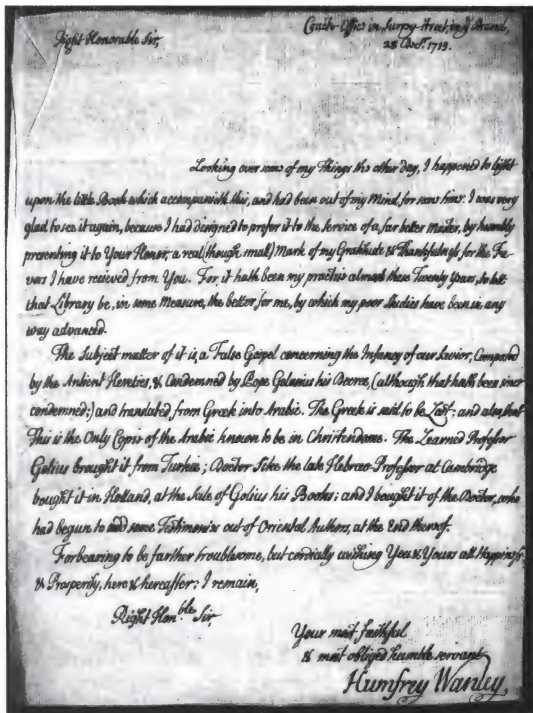 Right Honorable Sir,
Office in Surry-Street, in ye Strand,
28 Octr. 1713.
Looking over some of my Things the other day, I happened to light
upon the little Book which accompanieth this, and had been out of my Mind, for some time. I was very
glad to see it again, because I had designed to prefer it to the Service of a far better Master, by humbly
presenting it to Your Honor; a real (though small) Mark of my Gratitude & Thankfulness for the Fa-
vors I have recieved from You. For, it hath been my practise almost these Twenty Years, to let
that Library be, in some Measure, the better for me, by which my poor Studies have been in any
way advanced.
The Subject matter of it is, a False Gospel concerning the Infancy of our Savior, Composed
by the Antient Heretics, & Condemned by Pope Gelasius his Decree, (although that hath been since
condemned;) and translated from Greek into Arabic. The Greek is said to be Lost: and also, that
This is the Only Copie of the Arabic known to be in Christendome. The Learned Professor
Golius brought it from Turkie; Doctor Sike the late Hebrew-Professor at Cambridge
bought it in Holland, at the Sale of Golius his Books; and I bought it of the Doctor, who
had begun to add some Testimonies out of Oriental Authors, at the End thereof.
Forbearing to be farther troublesome, but cordially wishing You & Yours all Happiness
& Prosperity, here & hereafter; I remain,
Right Honble Sir,
Your most faithful
& most obliged humble servant
Humfrey Wanley.